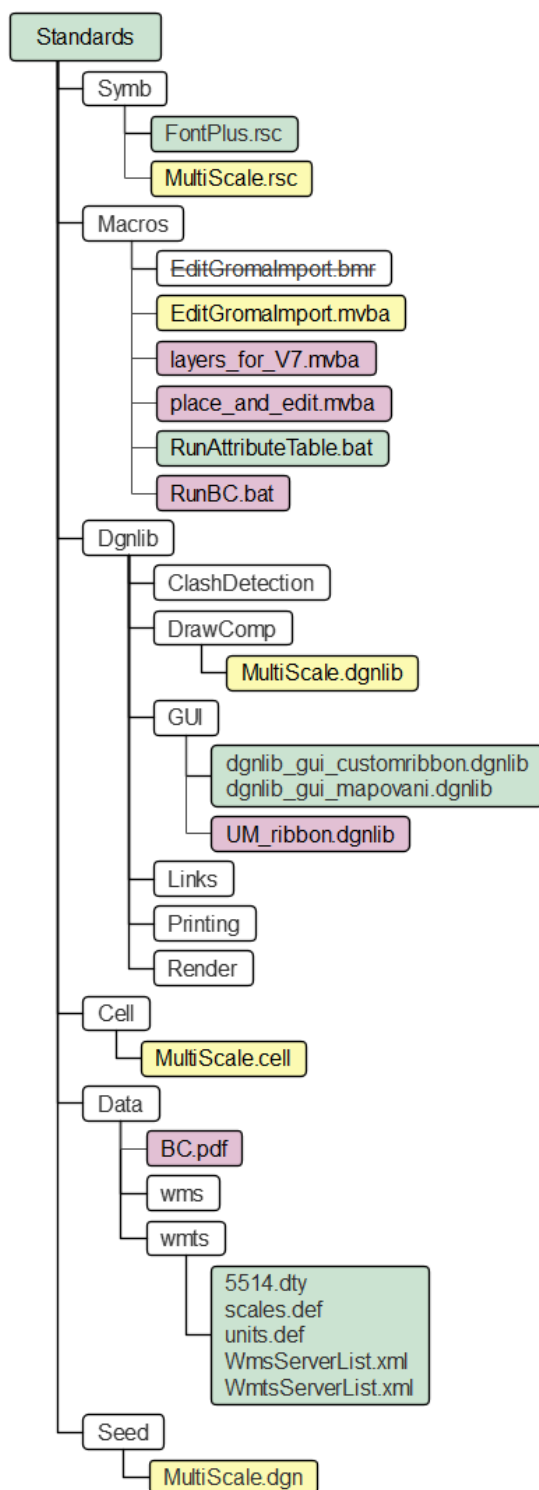 Standards
Symb
FontPlus.rsc
MultiScale.rsc
Macros
EditGromaImport.bmr
EditGromaImport.mvba
layers_for_V7.mvba
place_and_edit.mvba
RunAttributeTable.bat
RunBC.bat
Dgnlib
ClashDetection
DrawComp
MultiScale.dgnlib
GUI
dgnlib_gui_customribbon.dgnlib
dgnlib_gui_mapovani.dgnlib
UM_ribbon.dgnlib
Links
Printing
Render
Cell
MultiScale.cell
Data
BC.pdf
wms
wmts
5514.dty
scales.def
units.def
WmsServerList.xml
WmtsServerList.xml
Seed
MultiScale.dgn